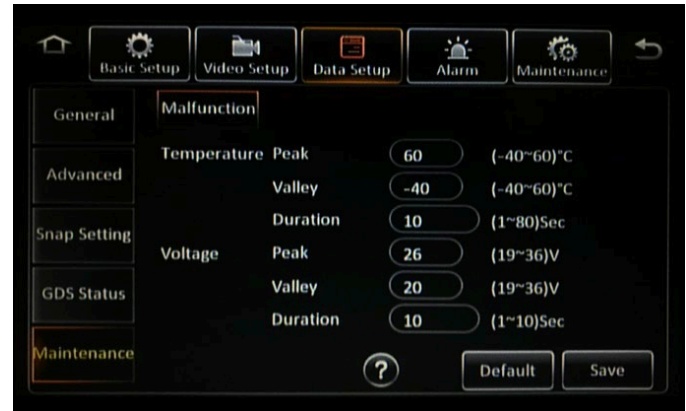 Basic Setup Video Setup Data Setup Alarm Maintenance
General
Advanced
Snap Setting
GDS Status
Maintenance
Malfunction
Temperature Peak 60 (-40~60)°C
Valley -40 (-40~60)°C
Duration 10 (1~80)Sec
Voltage Peak 26 (19~36)V
Valley 20 (19~36)V
Duration 10 (1~10)Sec
? Default Save